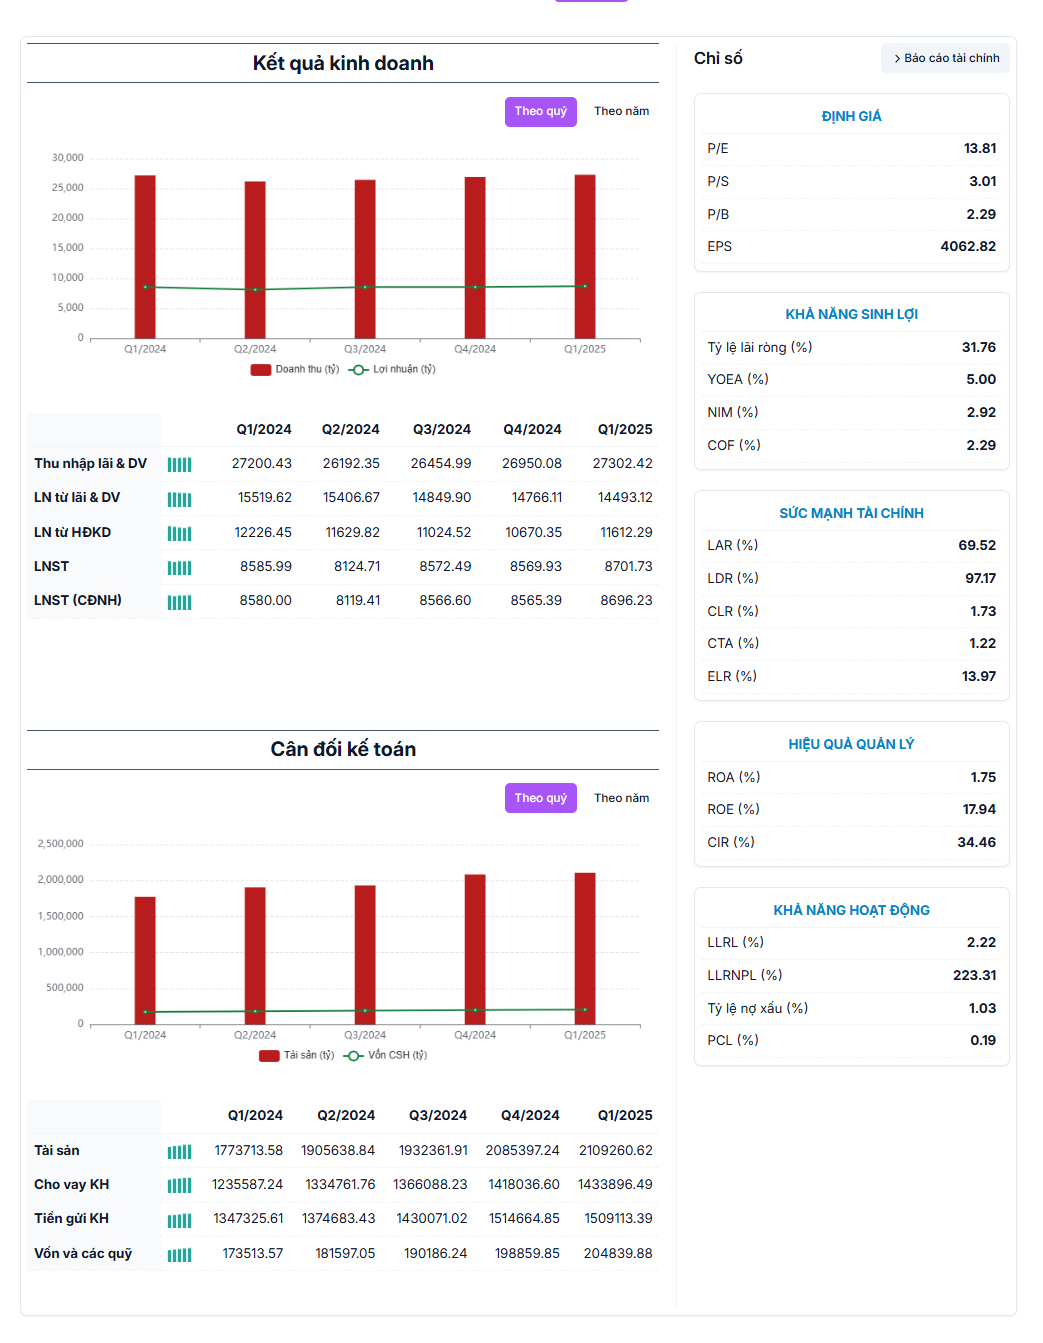 Kết quả kinh doanh
Theo quý Theo năm
30,000
25,000
20,000
15,000
10,000
5,000
0
Q1/2024 Q2/2024 Q3/2024 Q4/2024 Q1/2025
Doanh thu (tỷ) Lợi nhuận (tỷ)
Q1/2024 Q2/2024 Q3/2024 Q4/2024 Q1/2025
Thu nhập lãi & DV 27200.43 26192.35 26454.99 26950.08 27302.42
LN từ lãi & DV 15519.62 15406.67 14849.90 14766.11 14493.12
LN từ HĐKD 12226.45 11629.82 11024.52 10670.35 11612.29
LNST 8585.99 8124.71 8572.49 8569.93 8701.73
LNST (CĐNH) 8580.00 8119.41 8566.60 8565.39 8696.23
Cân đối kế toán
Theo quý Theo năm
2,500,000
2,000,000
1,500,000
1,000,000
500,000
0
Q1/2024 Q2/2024 Q3/2024 Q4/2024 Q1/2025
Tài sản (tỷ) Vốn CSH (tỷ)
Q1/2024 Q2/2024 Q3/2024 Q4/2024 Q1/2025
Tài sản 1773713.58 1905638.84 1932361.91 2085397.24 2109260.62
Cho vay KH 1235587.24 1334761.76 1366088.23 1418036.60 1433896.49
Tiền gửi KH 1347325.61 1374683.43 1430071.02 1514664.85 1509113.39
Vốn và các quỹ 173513.57 181597.05 190186.24 198859.85 204839.88
Chỉ số
Báo cáo tài chính
ĐỊNH GIÁ
P/E 13.81
P/S 3.01
P/B 2.29
EPS 4062.82
KHẢ NĂNG SINH LỢI
Tỷ lệ lãi ròng (%) 31.76
YOEA (%) 5.00
NIM (%) 2.92
COF (%) 2.29
SỨC MẠNH TÀI CHÍNH
LAR (%) 69.52
LDR (%) 97.17
CLR (%) 1.73
CTA (%) 1.22
ELR (%) 13.97
HIỆU QUẢ QUẢN LÝ
ROA (%) 1.75
ROE (%) 17.94
CIR (%) 34.46
KHẢ NĂNG HOẠT ĐỘNG
LLRL (%) 2.22
LLRNPL (%) 223.31
Tỷ lệ nợ xấu (%) 1.03
PCL (%) 0.19